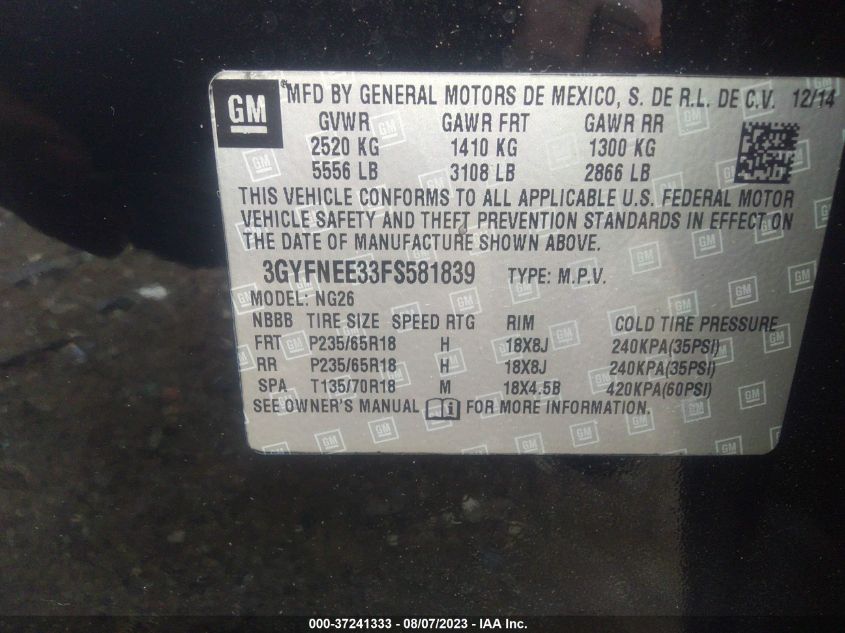 GM MFD BY GENERAL MOTORS DE MEXICO, S. DE R.L. DE C.V. 12/14
GVWR GAWR FRT GAWR RR
2520 KG 1410 KG 1300 KG
5556 LB 3108 LB 2866 LB
THIS VEHICLE CONFORMS TO ALL APPLICABLE U.S. FEDERAL MOTOR
VEHICLE SAFETY AND THEFT PREVENTION STANDARDS IN EFFECT ON
THE DATE OF MANUFACTURE SHOWN ABOVE.
3GYFNEE33FS581839 TYPE: M.P.V.
MODEL: NG26
NBBB TIRE SIZE SPEED RTG RIM COLD TIRE PRESSURE
FRT P235/65R18 H 18X8J 240KPA(35PSI)
RR P235/65R18 H 18X8J 240KPA(35PSI)
SPA T135/70R18 M 18X4.5B 420KPA(60PSI)
SEE OWNER'S MANUAL FOR MORE INFORMATION.
000-37241333 - 08/07/2023 - IAA Inc.